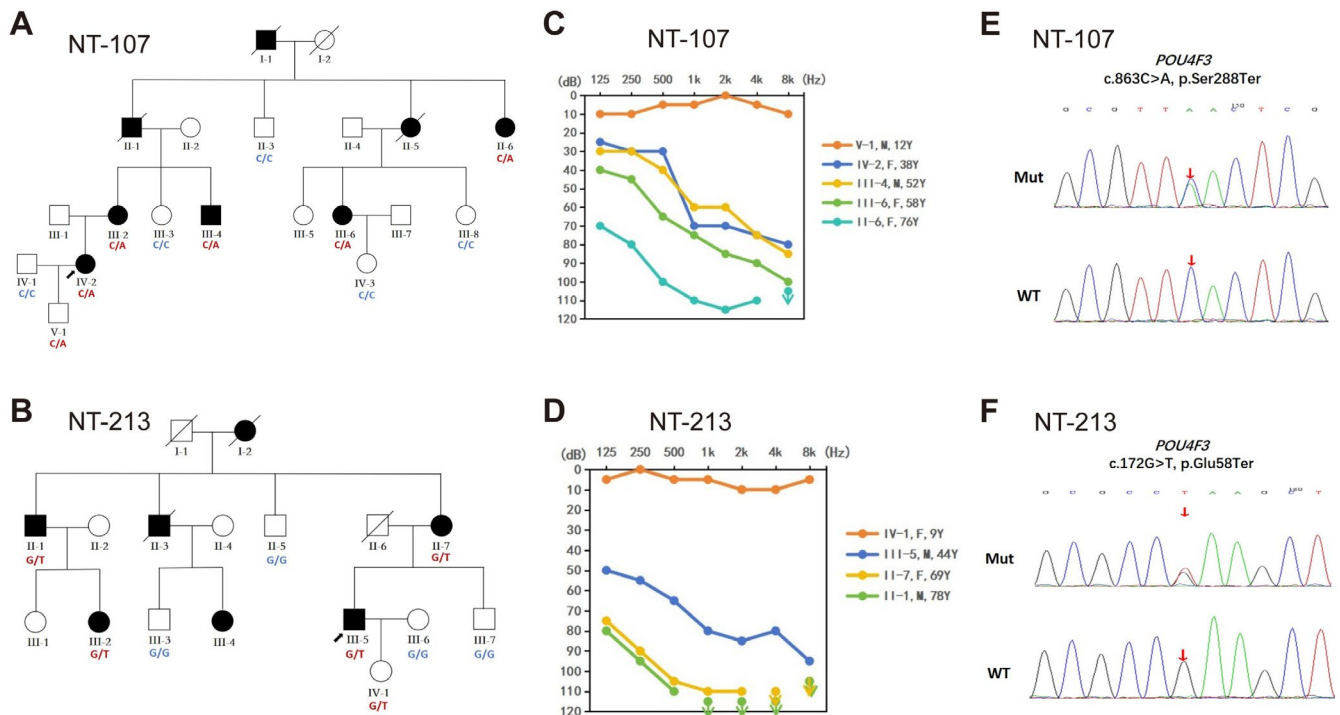 A
NT-107
I-1
I-2
II-1
II-2
II-3
C/C
II-4
II-5
II-6
C/A
III-1
III-2
C/A
III-3
C/C
III-4
C/A
III-5
III-6
C/A
III-7
III-8
C/C
IV-1
C/C
IV-2
C/A
IV-3
C/C
V-1
C/A
B
NT-213
I-1
I-2
II-1
G/T
II-2
II-3
II-4
II-5
G/G
II-6
II-7
G/T
III-1
III-2
G/T
III-3
G/G
III-4
III-5
G/T
III-6
G/G
III-7
G/G
IV-1
G/T
C
NT-107
(dB) 125 250 500 1k 2k 4k 8k (Hz)
0
10
20
30
40
50
60
70
80
90
100
110
120
V-1, M, 12Y
IV-2, F, 38Y
III-4, M, 52Y
III-6, F, 58Y
II-6, F, 76Y
D
NT-213
(dB) 125 250 500 1k 2k 4k 8k (Hz)
0
10
20
30
40
50
60
70
80
90
100
110
120
IV-1, F, 9Y
III-5, M, 44Y
II-7, F, 69Y
II-1, M, 78Y
E
NT-107
POU4F3
c.863C>A, p.Ser288Ter
G C G T T A A C T C G
Mut
WT
F
NT-213
POU4F3
c.172G>T, p.Glu58Ter
G C G C C T A A G C T
Mut
WT